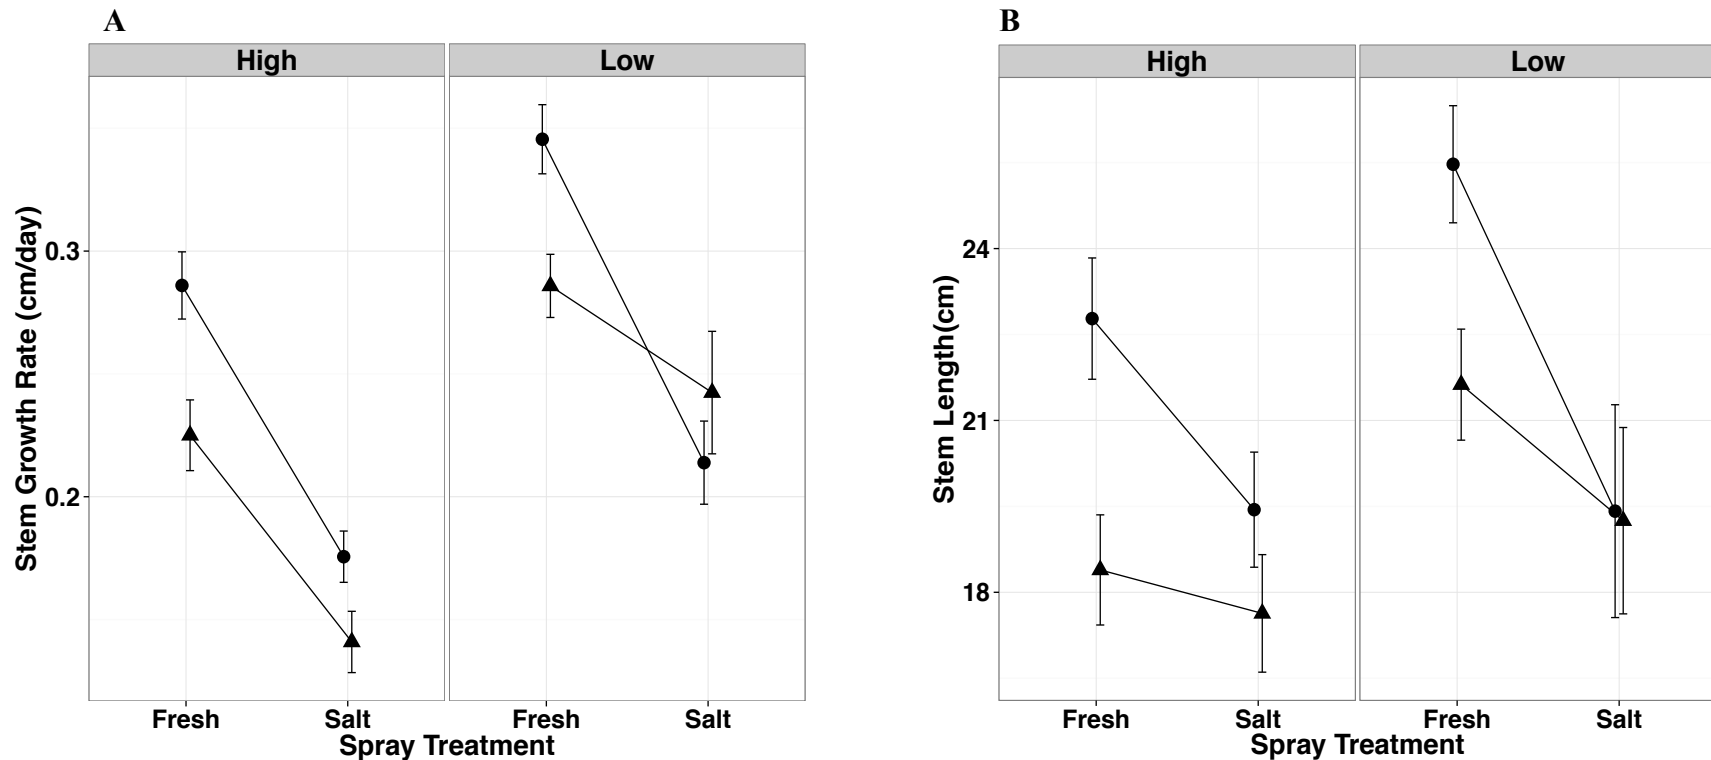 A
High
Low
Stem Growth Rate (cm/day)
0.3
0.2
Fresh
Salt
Fresh
Salt
Spray Treatment
B
High
Low
Stem Length(cm)
24
21
18
Fresh
Salt
Fresh
Salt
Spray Treatment